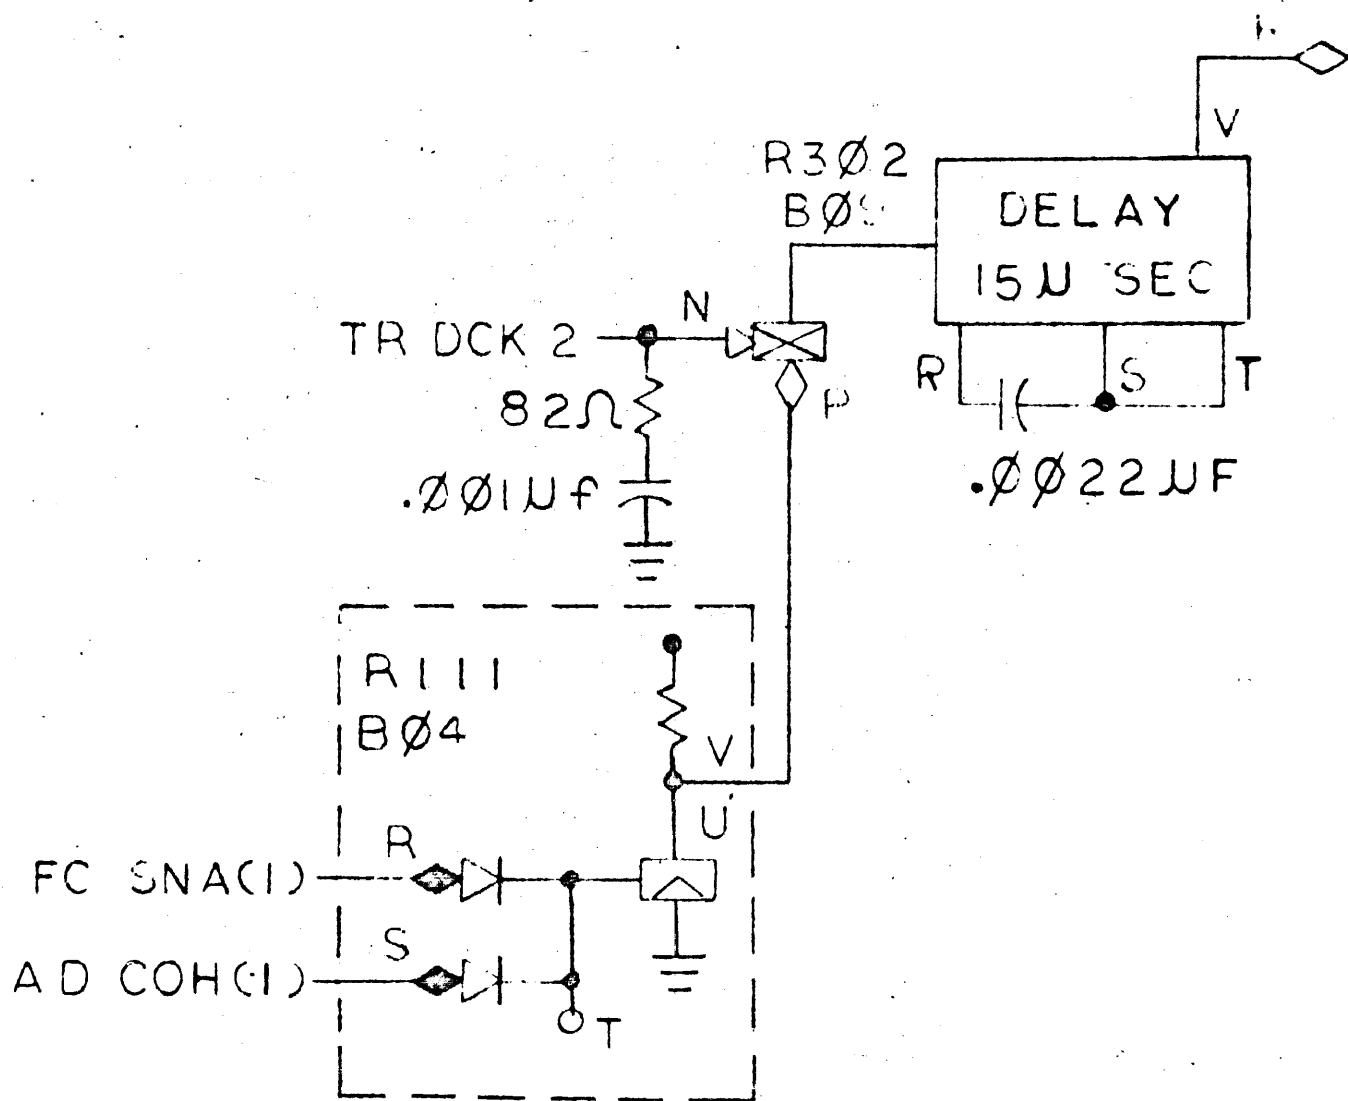 V
R3Ø2
DELAY
15μ SEC
N
TR DCK 2
R
S
T
82Ω
P
.ØØ1μf
.ØØ22μF
R111
BØ4
V
U
R
FC SNA(1)
S
AD COH(1)
T